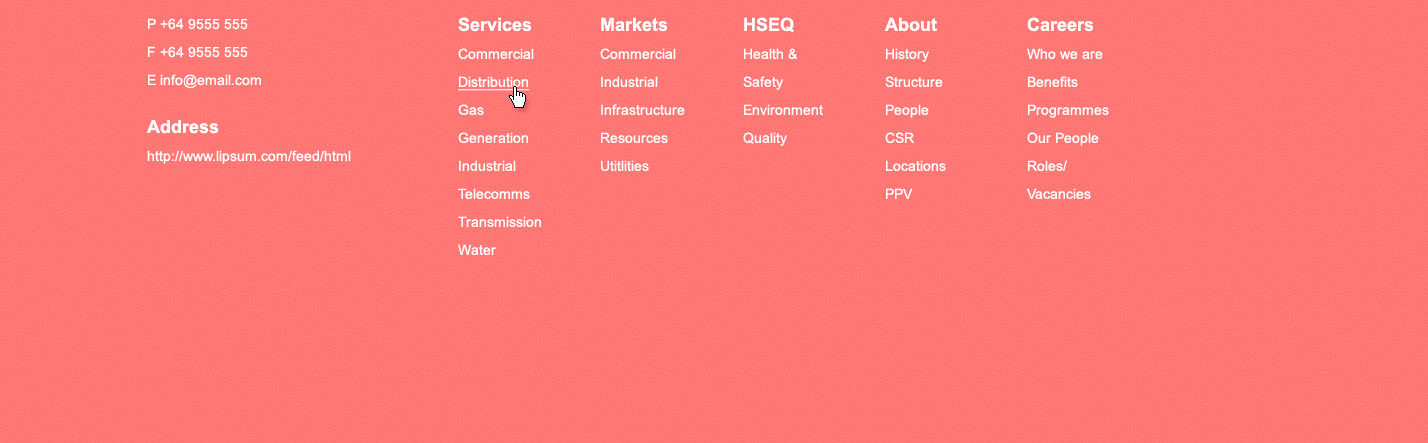 P +64 9555 555
F +64 9555 555
E info@email.com
Address
http://www.lipsum.com/feed/html
Services
Commercial
Distribution
Gas
Generation
Industrial
Telecomms
Transmission
Water
Markets
Commercial
Industrial
Infrastructure
Resources
Utitlities
HSEQ
Health &
Safety
Environment
Quality
About
History
Structure
People
CSR
Locations
PPV
Careers
Who we are
Benefits
Programmes
Our People
Roles/
Vacancies